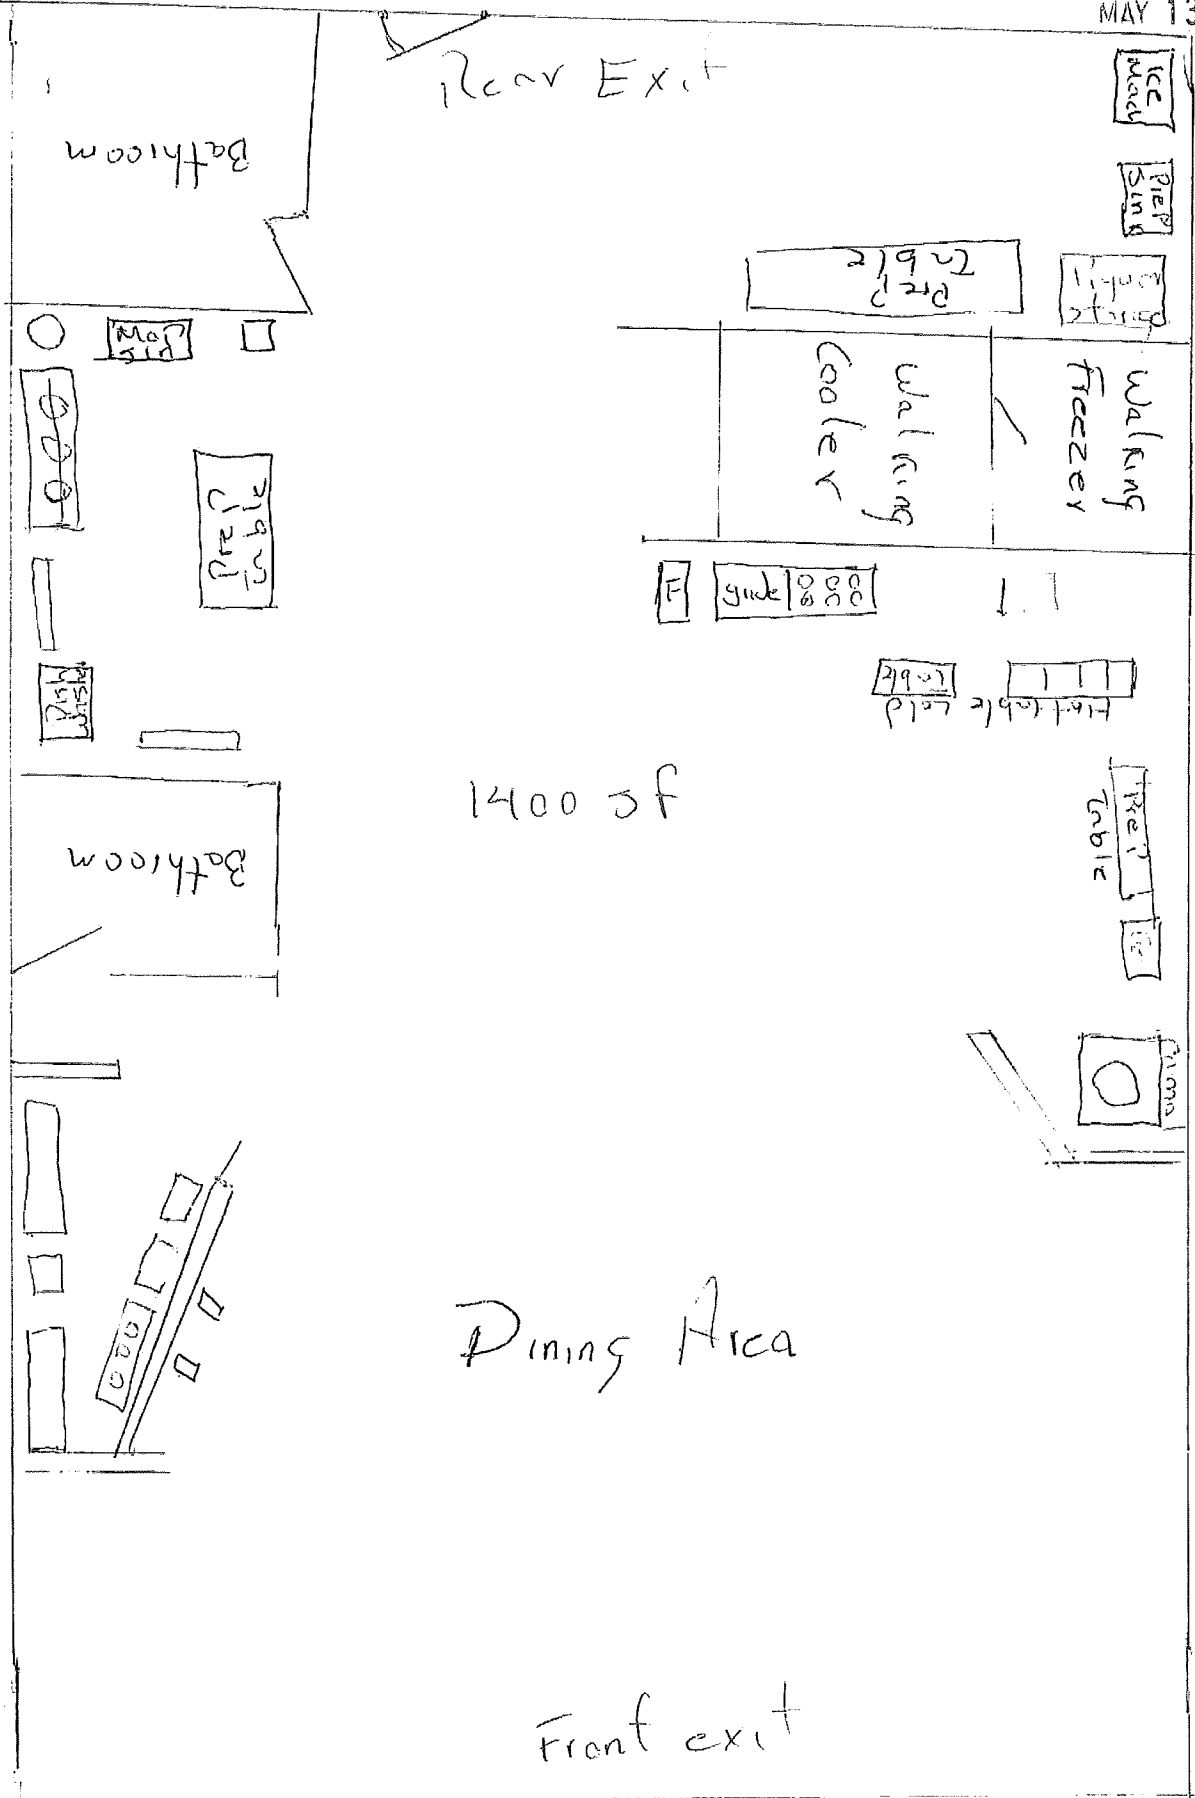 MAY 13
Rear Exit
Ice
Mach
Bathroom
Prep
Sink
Prep
Table
Mop
Sink
Walking
Freezer
Walking
Cooler
Prep
Table
F
Dish
Wash
Cold
Table
Hot table
1400 sf
Prep
Table
Bathroom
Ice
Dining Area
Front exit